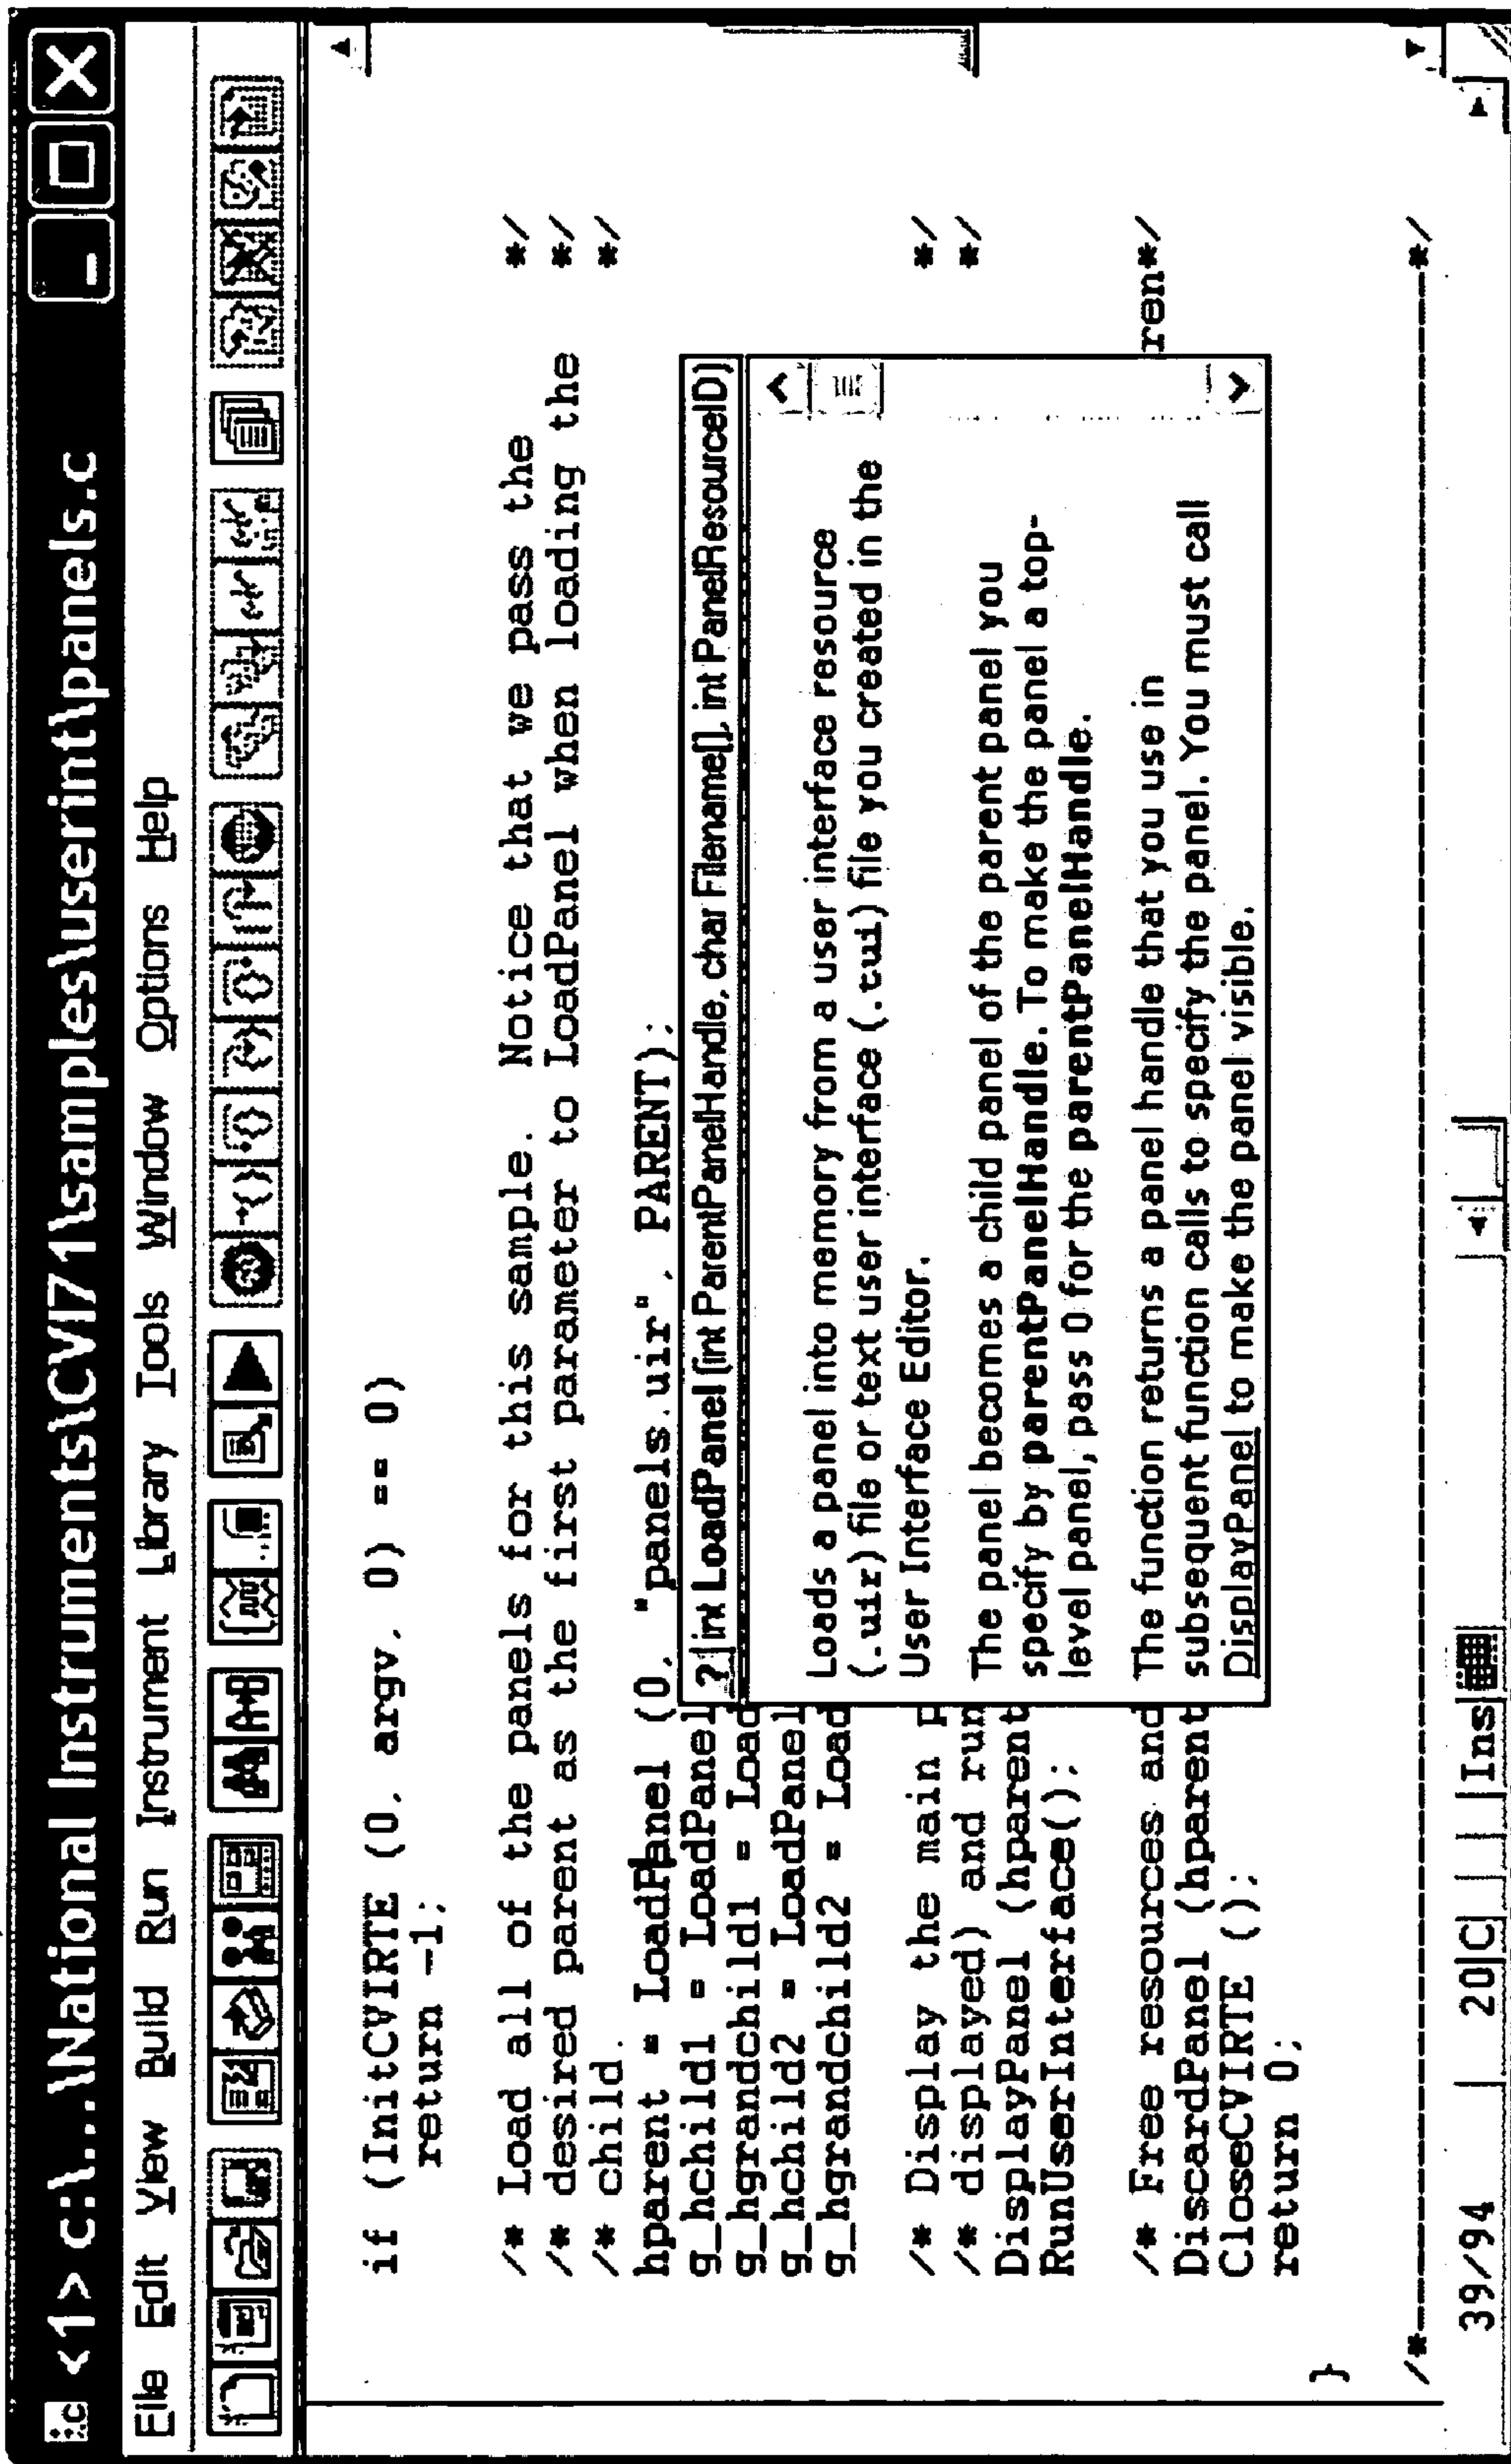 <1> c:\...\National Instruments\CVI71\samples\userint\panels.c
File Edit View Build Run Instrument Library Tools Window Options Help
if (InitCVIRTE (0, argv, 0) == 0)
return -1;
/* Load all of the panels for this sample. Notice that we pass the */
/* desired parent as the first parameter to LoadPanel when loading the */
/* child. */
hparent = LoadPanel (0, "panels.uir", PARENT);
g_hchild1 = LoadPanel
g_hgrandchild1 = Load
g_hchild2 = LoadPanel
g_hgrandchild2 = Load
? int LoadPanel (int ParentPanelHandle, char Filename[], int PanelResourceID)
Loads a panel into memory from a user interface resource
(.uir) file or text user interface (.tui) file you created in the
User Interface Editor.
The panel becomes a child panel of the parent panel you
specify by parentPanelHandle. To make the panel a top-
level panel, pass 0 for the parentPanelHandle.
The function returns a panel handle that you use in
subsequent function calls to specify the panel. You must call
DisplayPanel to make the panel visible.
/* Display the main p */
/* displayed) and run */
DisplayPanel (hparent
RunUserInterface();
/* Free resources and ren*/
DiscardPanel (hparent
CloseCVIRTE ();
return 0;
}
/*---------------------------------------------------------------------------*/
39/94 20 C Ins